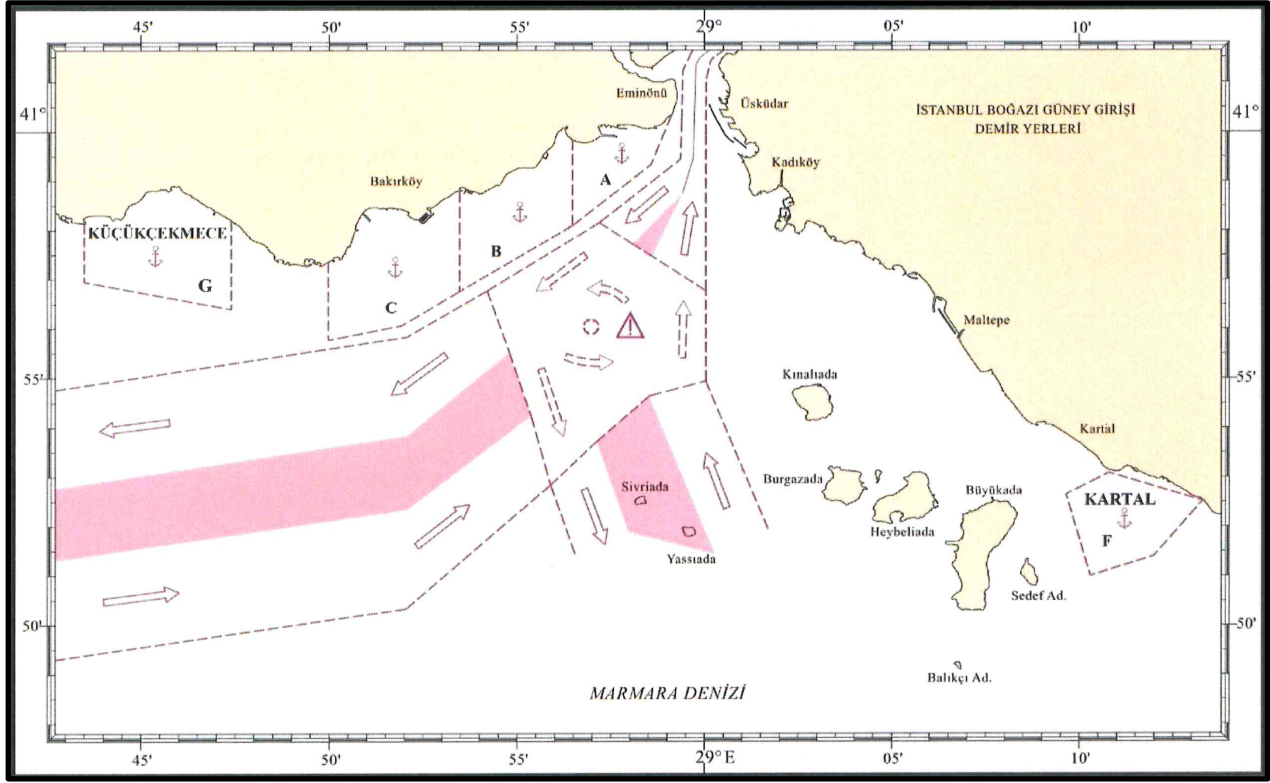 45'
50'
55'
29°
05'
10'
41°
41°
Eminönü
Üsküdar
İSTANBUL BOĞAZI GÜNEY GİRİŞİ
DEMİR YERLERİ
Kadıköy
A
Bakırköy
KÜÇÜKÇEKMECE
B
G
C
Maltepe
55'
55'
Kınalıada
Kartal
Burgazada
Sivriada
Büyükada
KARTAL
Heybeliada
F
Yassıada
Sedef Ad.
50'
50'
Balıkçı Ad.
MARMARA DENİZİ
45'
50'
55'
29° E
05'
10'